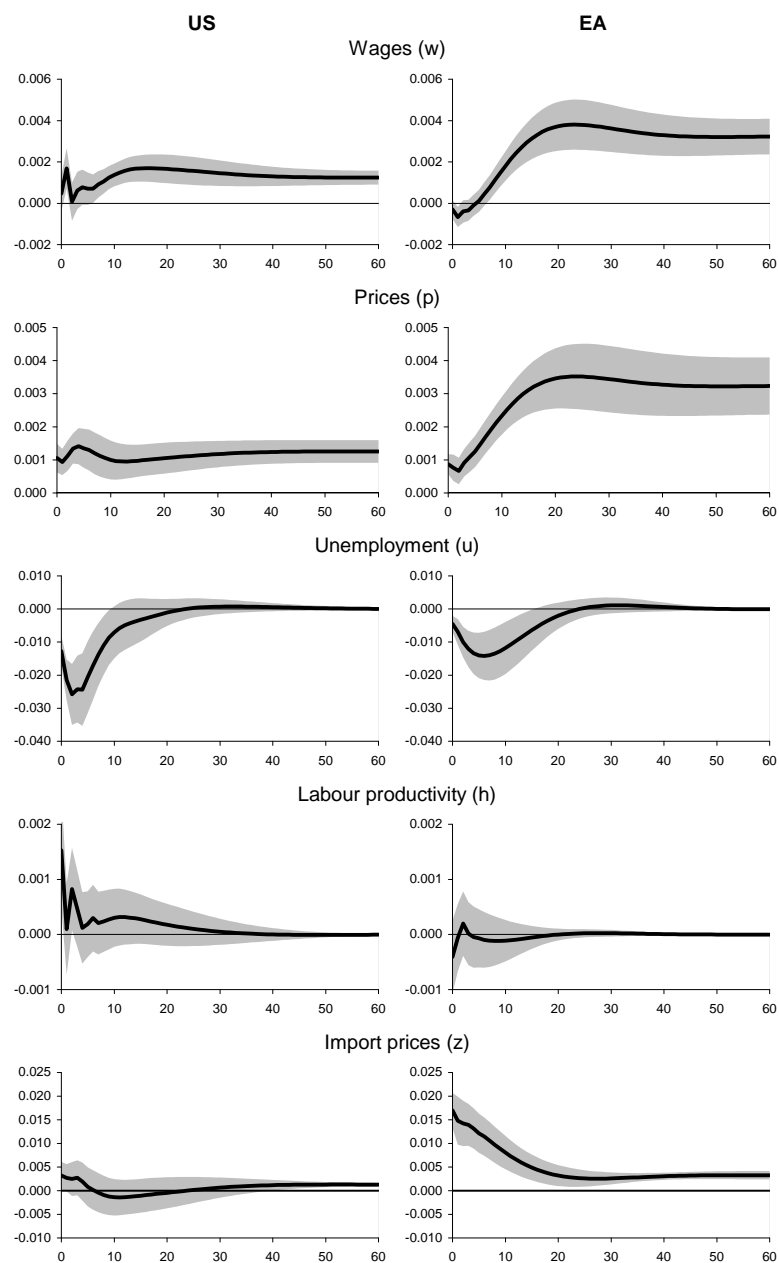 US EA
Wages (w)
0.006 0.006
0.004 0.004
0.002 0.002
0.000 0.000
-0.002 -0.002
0 10 20 30 40 50 60 0 10 20 30 40 50 60
Prices (p)
0.005 0.005
0.004 0.004
0.003 0.003
0.002 0.002
0.001 0.001
0.000 0.000
0 10 20 30 40 50 60 0 10 20 30 40 50 60
Unemployment (u)
0.010 0.010
0.000 0.000
-0.010 -0.010
-0.020 -0.020
-0.030 -0.030
-0.040 -0.040
0 10 20 30 40 50 60 0 10 20 30 40 50 60
Labour productivity (h)
0.002 0.002
0.001 0.001
0.000 0.000
-0.001 -0.001
0 10 20 30 40 50 60 0 10 20 30 40 50 60
Import prices (z)
0.025 0.025
0.020 0.020
0.015 0.015
0.010 0.010
0.005 0.005
0.000 0.000
-0.005 -0.005
-0.010 -0.010
0 10 20 30 40 50 60 0 10 20 30 40 50 60